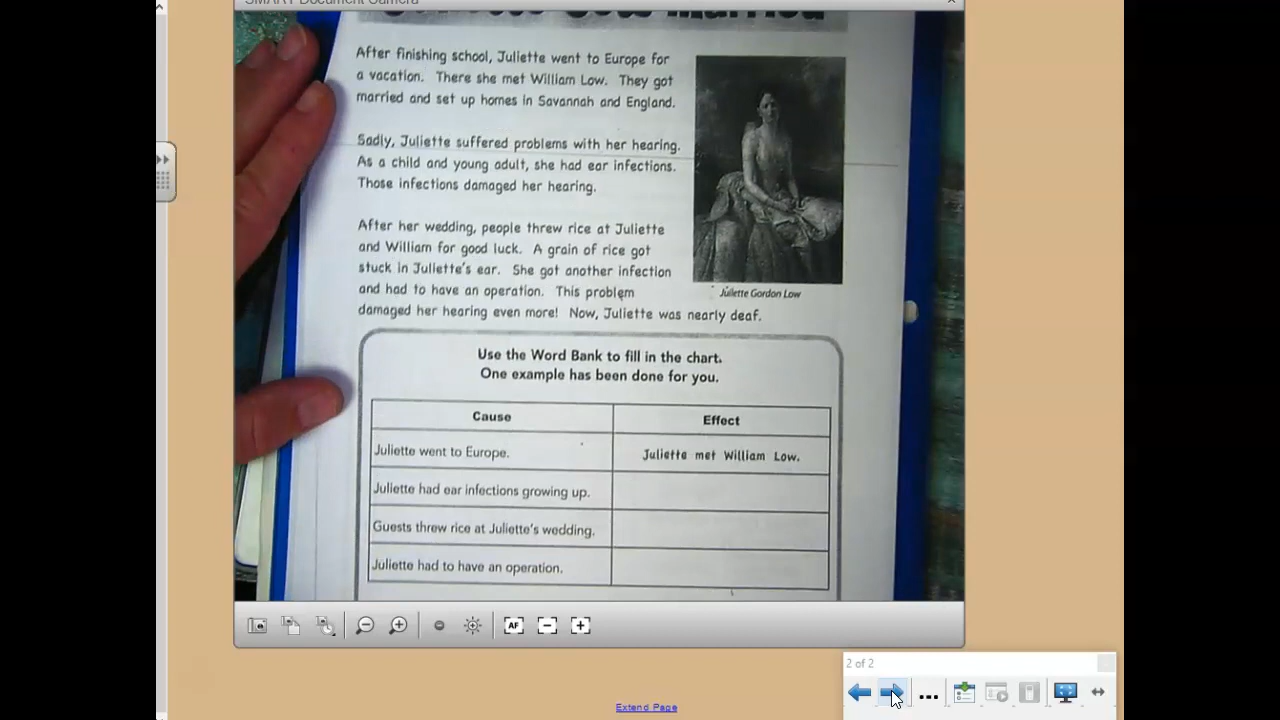 SMART Document Camera
After finishing school, Juliette went to Europe for
a vacation. There she met William Low. They got
married and set up homes in Savannah and England.
Sadly, Juliette suffered problems with her hearing.
As a child and young adult, she had ear infections.
Those infections damaged her hearing.
After her wedding, people threw rice at Juliette
and William for good luck. A grain of rice got
stuck in Juliette's ear. She got another infection
and had to have an operation. This problem
damaged her hearing even more! Now, Juliette was nearly deaf.
Juliette Gordon Low
Use the Word Bank to fill in the chart.
One example has been done for you.
Cause Effect
Juliette went to Europe. Juliette met William Low.
Juliette had ear infections growing up.
Guests threw rice at Juliette's wedding.
Juliette had to have an operation.
AF
2 of 2
Extend Page